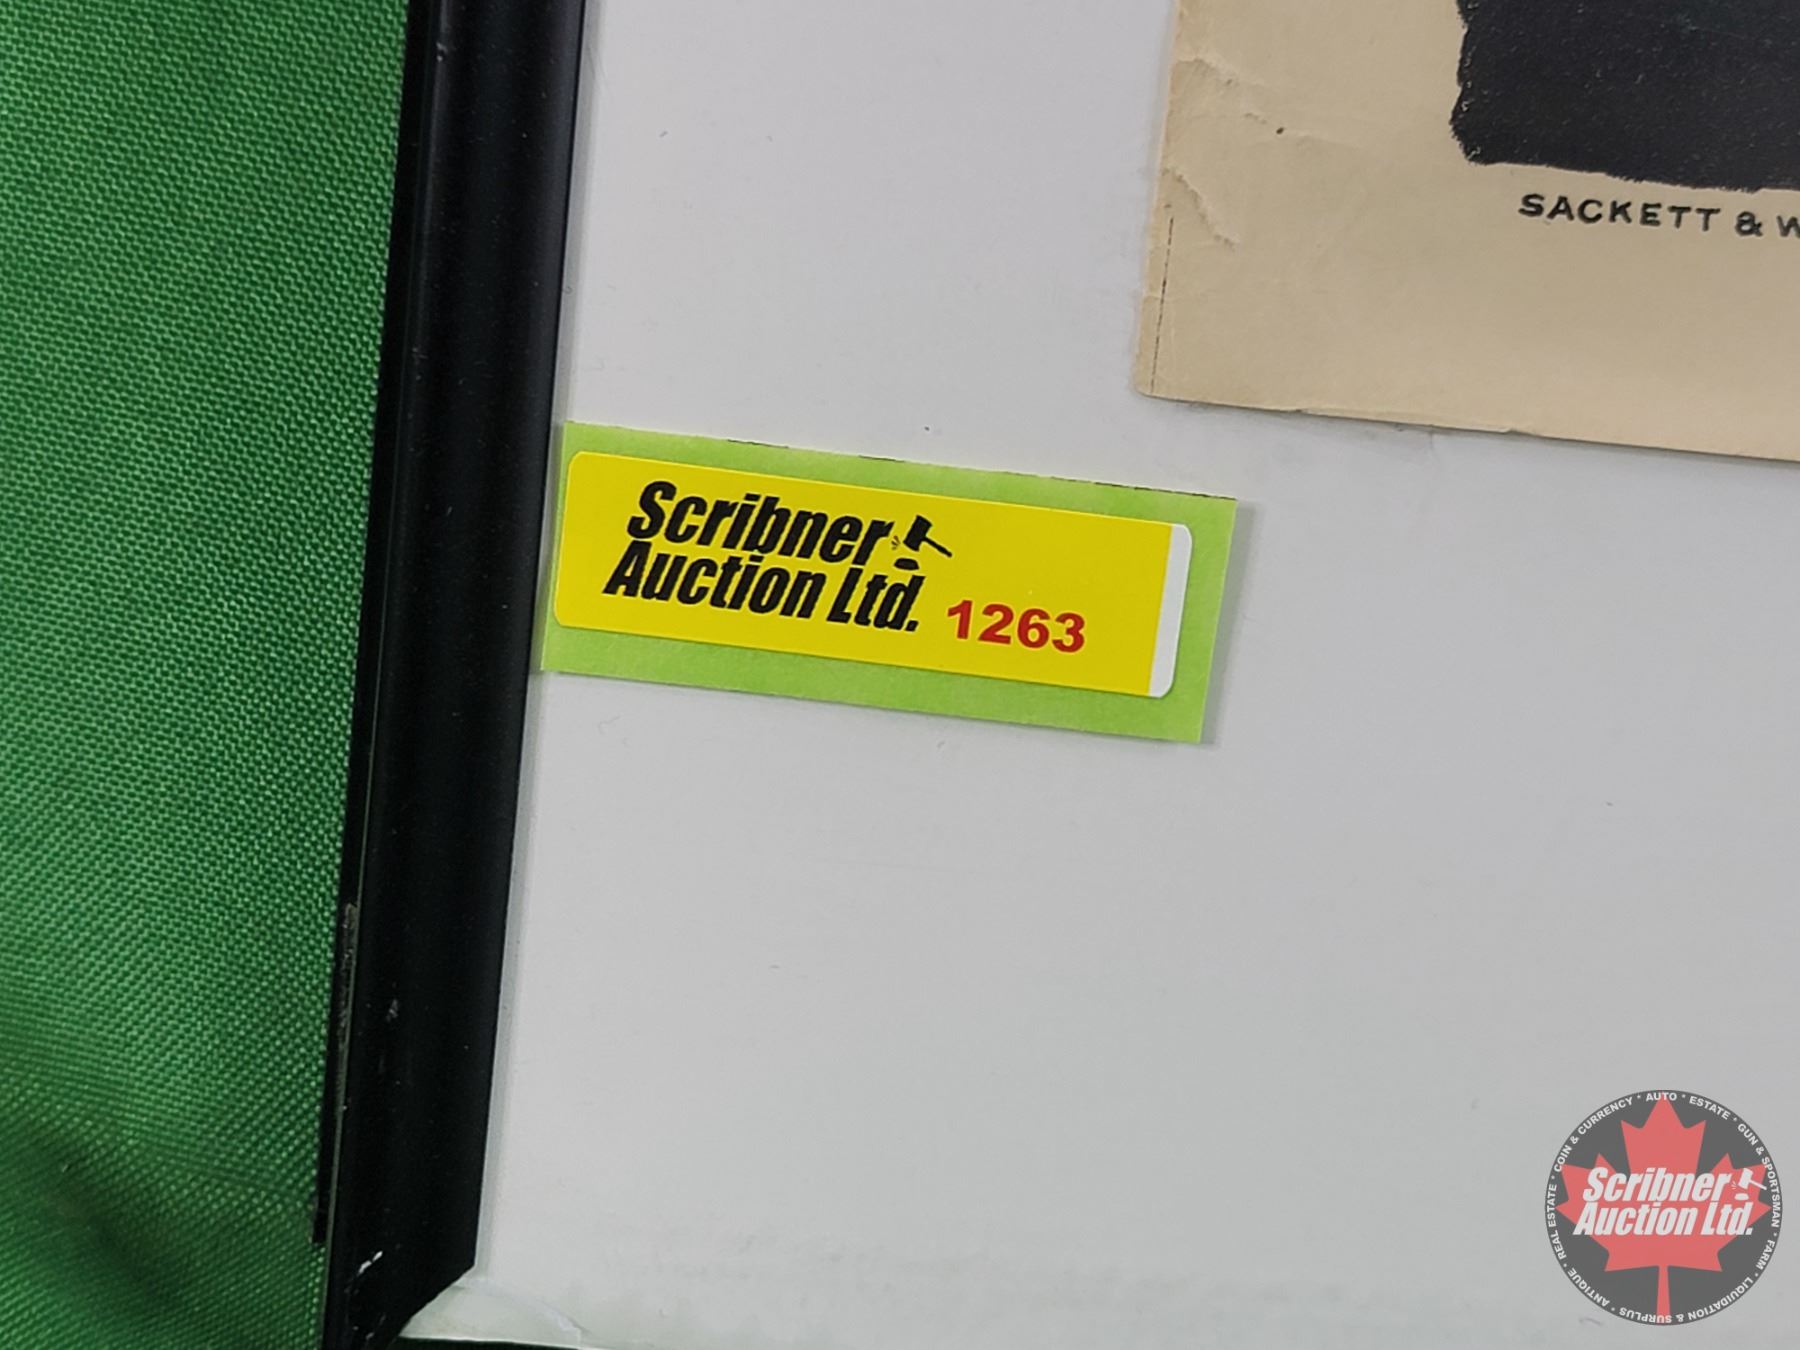 SACKETT & W
Scribner
Auction Ltd. 1263
COIN & CURRENCY * AUTO * ESTATE * GUN & SPORTSMAN * FARM * LIQUIDATION & SURPLUS * ANTIQUE * REAL ESTATE *
Scribner
Auction Ltd.